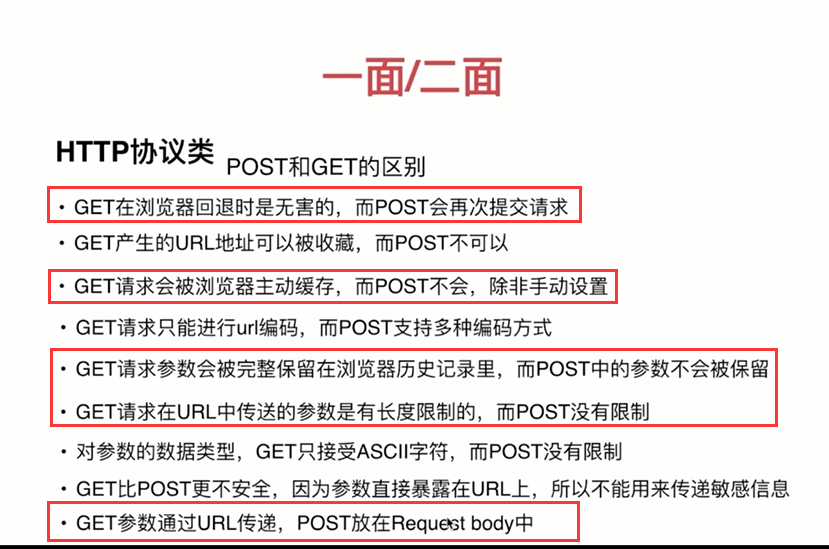 一面/二面
HTTP协议类
POST和GET的区别
• GET在浏览器回退时是无害的，而POST会再次提交请求
• GET产生的URL地址可以被收藏，而POST不可以
• GET请求会被浏览器主动缓存，而POST不会，除非手动设置
• GET请求只能进行url编码，而POST支持多种编码方式
• GET请求参数会被完整保留在浏览器历史记录里，而POST中的参数不会被保留
• GET请求在URL中传送的参数是有长度限制的，而POST没有限制
• 对参数的数据类型，GET只接受ASCII字符，而POST没有限制
• GET比POST更不安全，因为参数直接暴露在URL上，所以不能用来传递敏感信息
• GET参数通过URL传递，POST放在Request body中